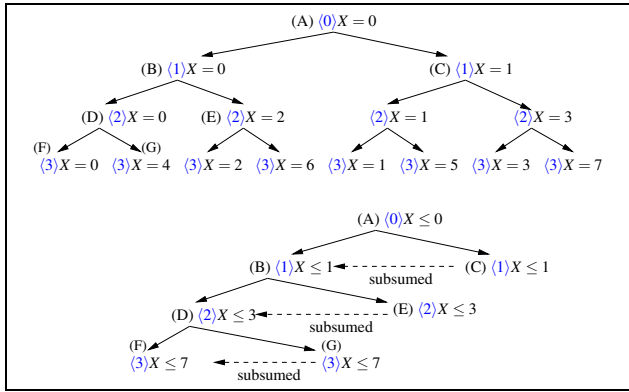 (A) ⟨0⟩X = 0
(B) ⟨1⟩X = 0 (C) ⟨1⟩X = 1
(D) ⟨2⟩X = 0 (E) ⟨2⟩X = 2 ⟨2⟩X = 1 ⟨2⟩X = 3
(F) (G)
⟨3⟩X = 0 ⟨3⟩X = 4 ⟨3⟩X = 2 ⟨3⟩X = 6 ⟨3⟩X = 1 ⟨3⟩X = 5 ⟨3⟩X = 3 ⟨3⟩X = 7
(A) ⟨0⟩X ≤ 0
(B) ⟨1⟩X ≤ 1 (C) ⟨1⟩X ≤ 1
subsumed
(D) ⟨2⟩X ≤ 3 (E) ⟨2⟩X ≤ 3
subsumed
(F) (G)
⟨3⟩X ≤ 7 ⟨3⟩X ≤ 7
subsumed